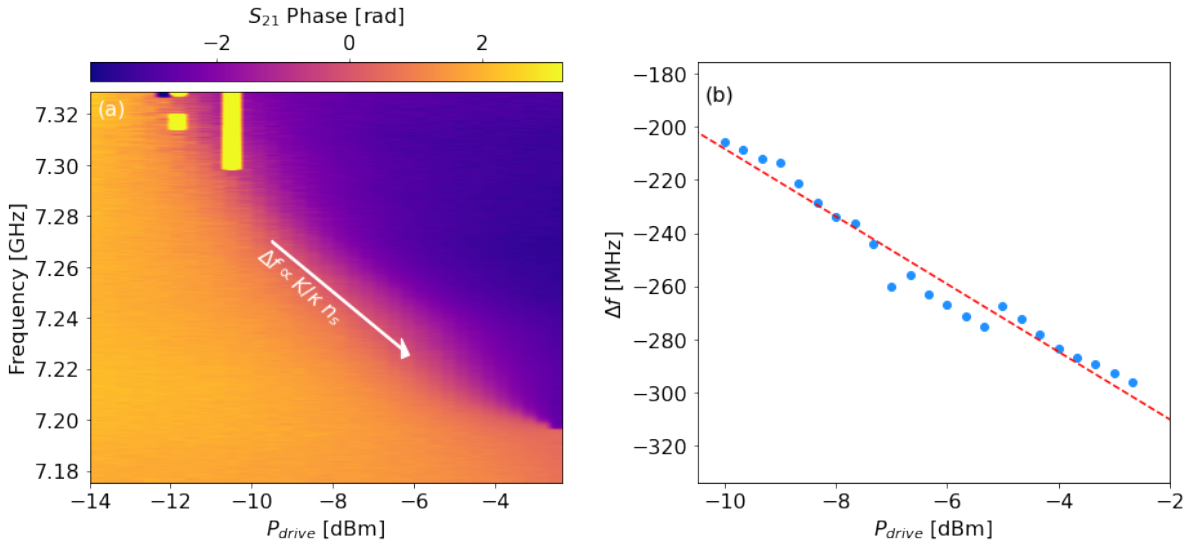 S21 Phase [rad]
−2 0 2
(a)
7.32
7.30
7.28
7.26
7.24
7.22
7.20
7.18
Frequency [GHz]
Δf ∝ K/κ ns
−14 −12 −10 −8 −6 −4
Pdrive [dBm]
(b)
−180
−200
−220
−240
−260
−280
−300
−320
Δf [MHz]
−10 −8 −6 −4 −2
Pdrive [dBm]